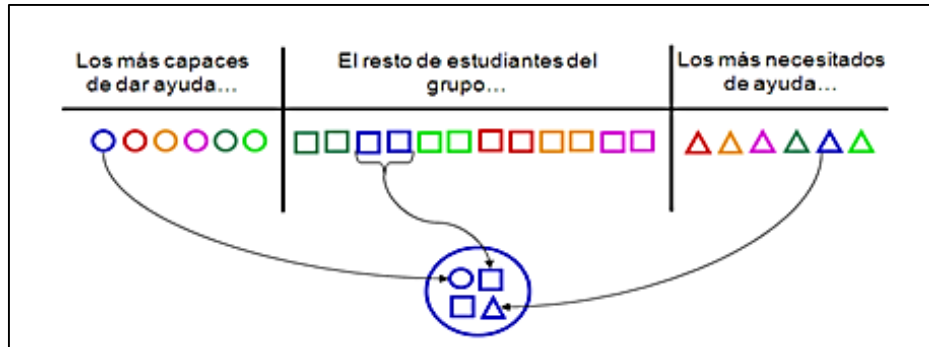 Los más capaces
de dar ayuda...
El resto de estudiantes del
grupo...
Los más necesitados
de ayuda...